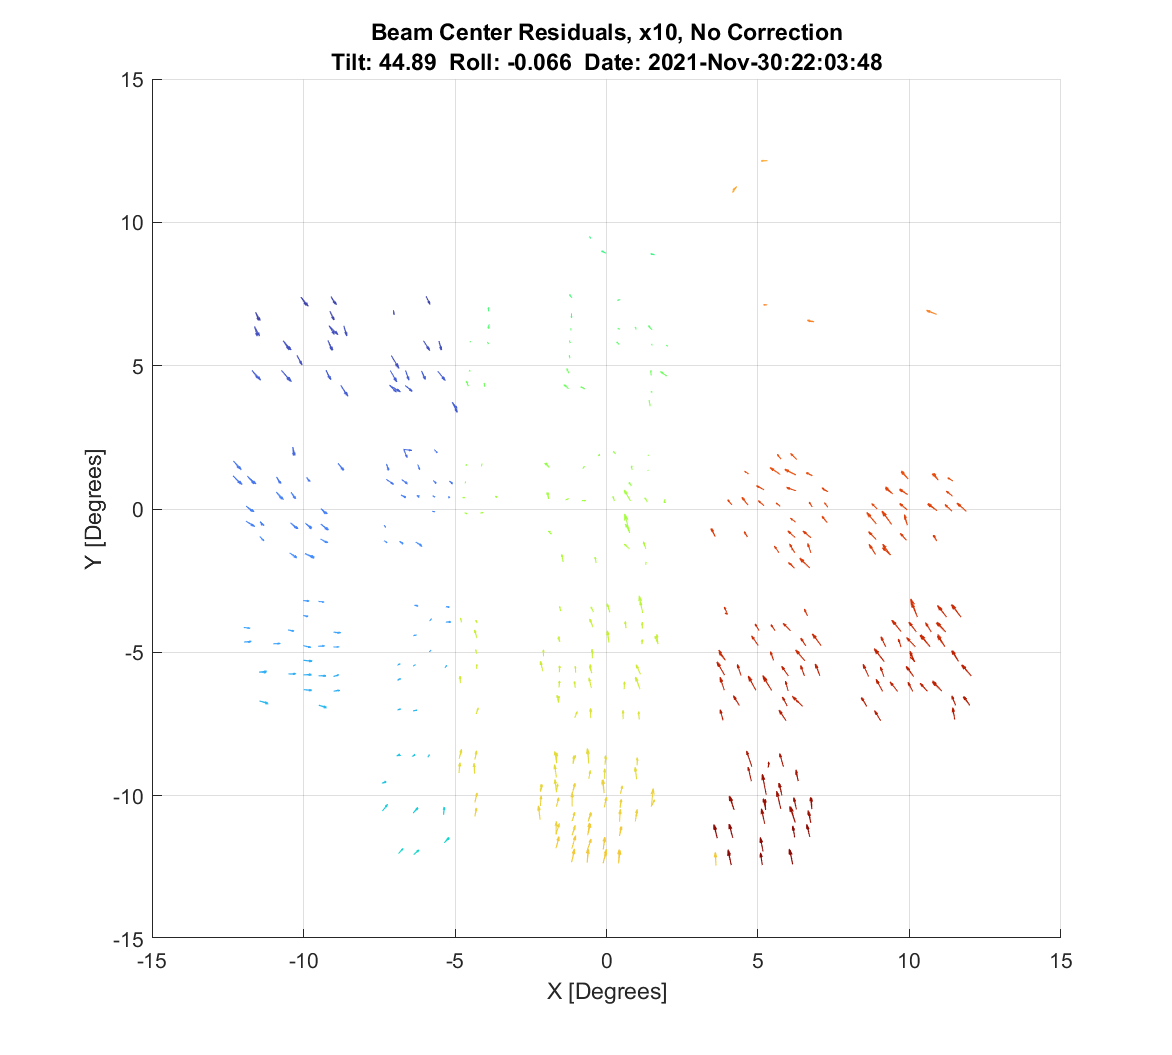 Beam Center Residuals, x10, No Correction
Tilt: 44.89 Roll: -0.066 Date: 2021-Nov-30:22:03:48
15
10
5
0
-5
-10
-15
Y [Degrees]
-15 -10 -5 0 5 10 15
X [Degrees]